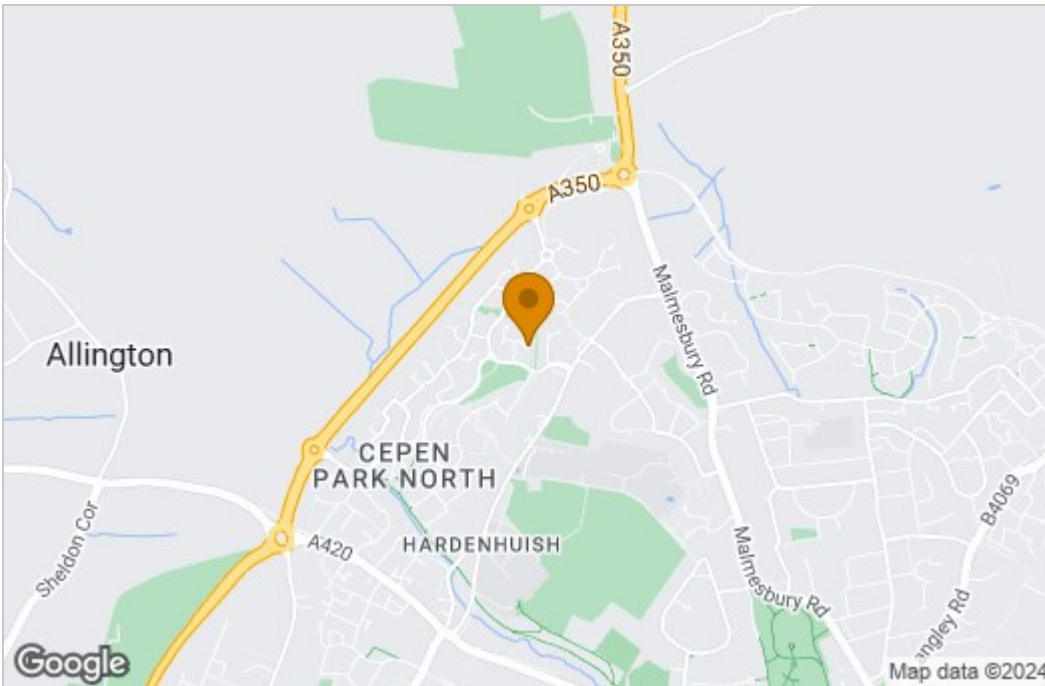 A350
A350
Malmesbury Rd
Allington
CEPEN
PARK NORTH
B4069
Sheldon Cor
A420
HARDENHUISH
Malmesbury Rd
angley Rd
Google
Map data ©2024